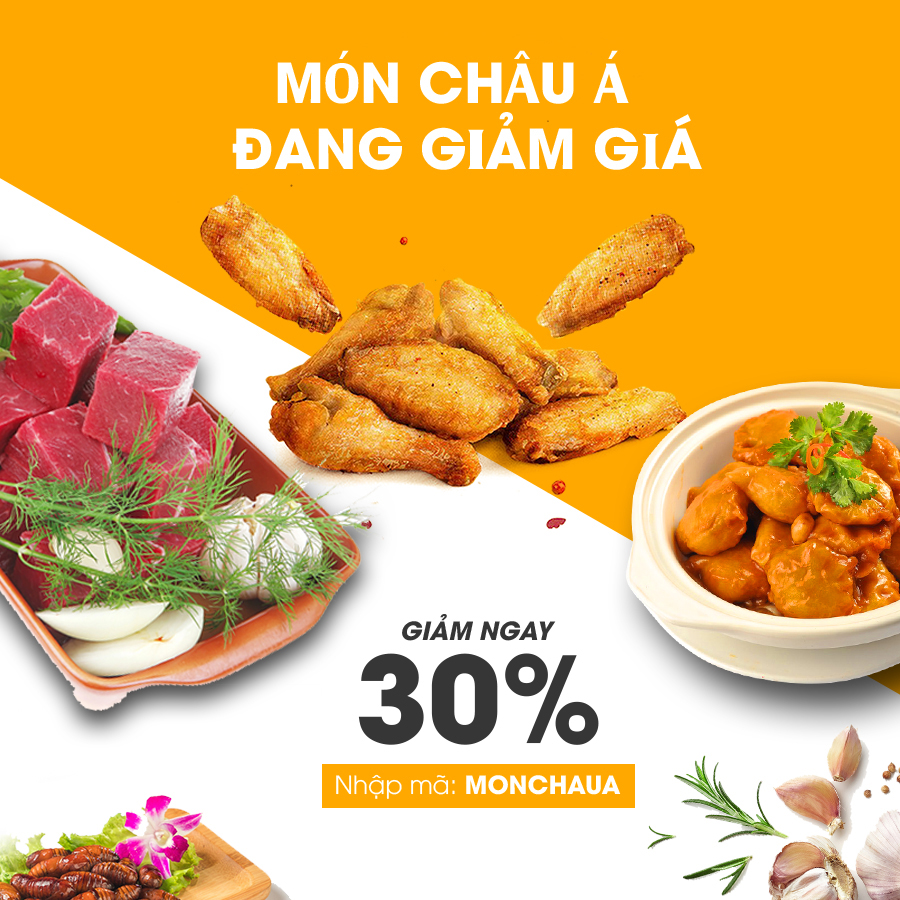 MÓN CHÂU Á
ĐANG GIẢM GIÁ
GIẢM NGAY
30%
Nhập mã: MONCHAUA